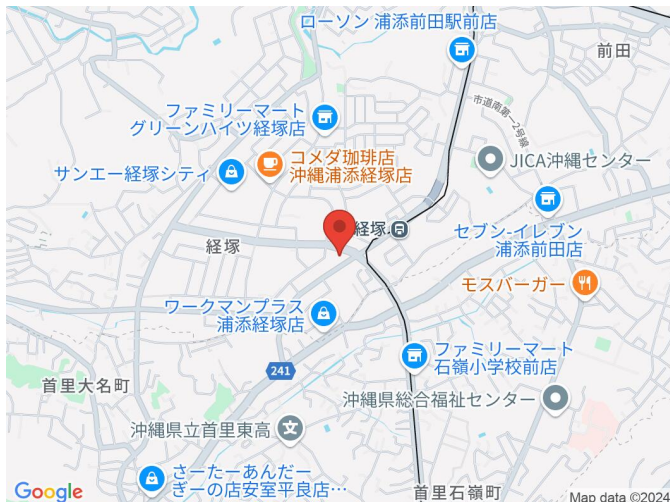 ローソン 浦添前田駅前店
前田
市道南第一2号線
ファミリーマート
グリーンハイツ経塚店
コメダ珈琲店
沖縄浦添経塚店
サンエー経塚シティ
JICA沖縄センター
経塚
セブン-イレブン
浦添前田店
経塚
モスバーガー
ワークマンプラス
浦添経塚店
ファミリーマート
石嶺小学校前店
241
首里大名町
沖縄県総合福祉センター
沖縄県立首里東高
さーたーあんだー
ぎーの店安室平良店…
首里石嶺町
Google
Map data ©2024